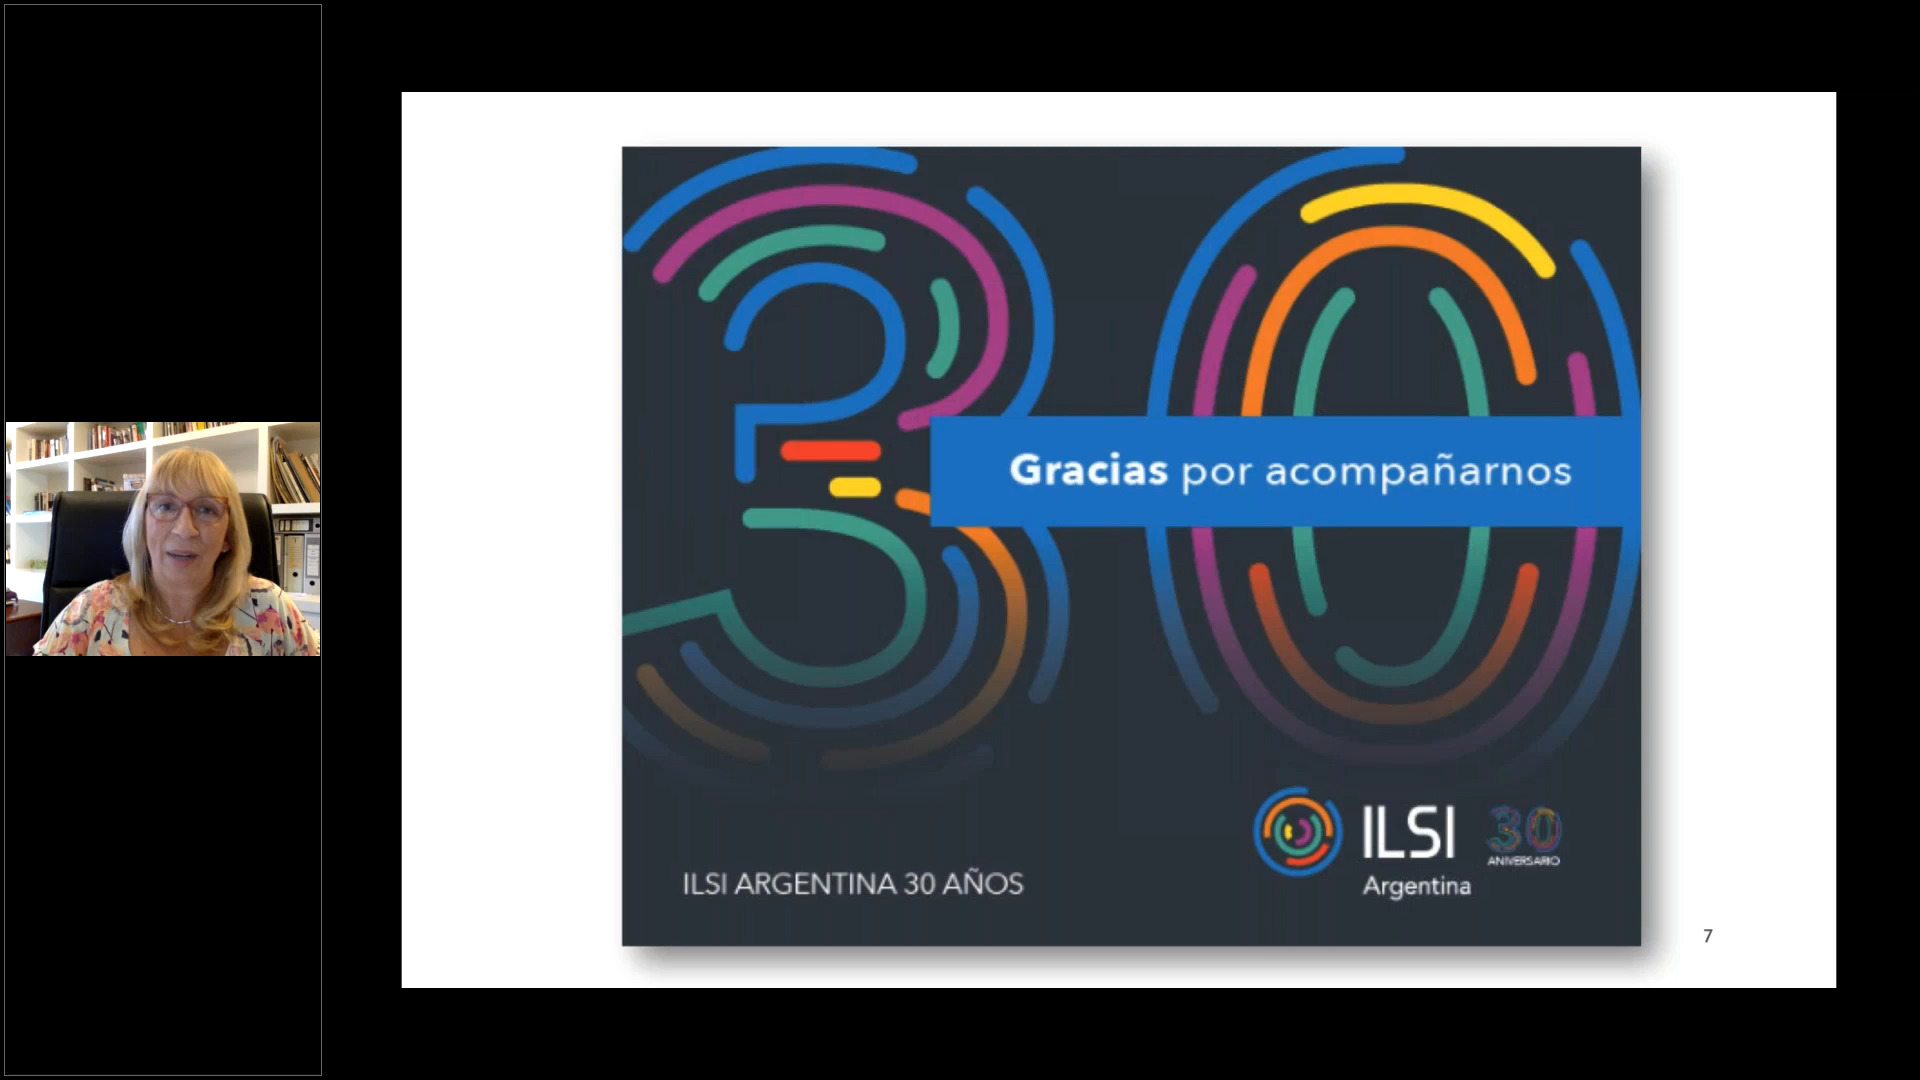 Gracias por acompañarnos
ILSI ARGENTINA 30 AÑOS
ILSI
Argentina
30
ANIVERSARIO
7